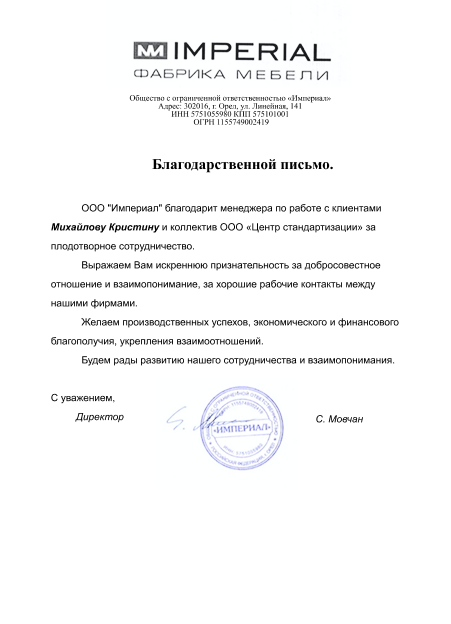 IMPERIAL
ФАБРИКА МЕБЕЛИ
Общество с ограниченной ответственностью «Империал»
Адрес: 302016, г. Орел, ул. Линейная, 141
ИНН 5751055980 КПП 575101001
ОГРН 1155749002419
Благодарственной письмо.
ООО "Империал" благодарит менеджера по работе с клиентами
Михайлову Кристину и коллектив ООО «Центр стандартизации» за
плодотворное сотрудничество.
Выражаем Вам искреннюю признательность за добросовестное
отношение и взаимопонимание, за хорошие рабочие контакты между
нашими фирмами.
Желаем производственных успехов, экономического и финансового
благополучия, укрепления взаимоотношений.
Будем рады развитию нашего сотрудничества и взаимопонимания.
С уважением,
Директор
«ИМПЕРИАЛ»
С. Мовчан